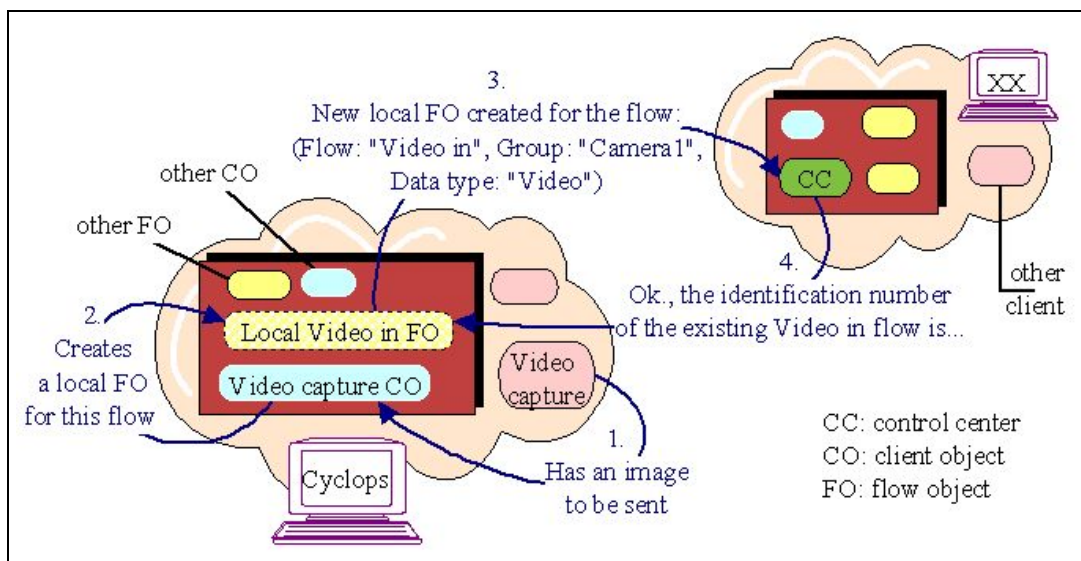 3.
New local FO created for the flow:
(Flow: "Video in", Group: "Camera1",
Data type: "Video")
XX
CC
other CO
other FO
4.
Ok., the identification number
of the existing Video in flow is...
other
client
2.
Creates
a local FO
for this flow
Local Video in FO
Video capture CO
Video
capture
1.
Has an image
to be sent
Cyclops
CC: control center
CO: client object
FO: flow object